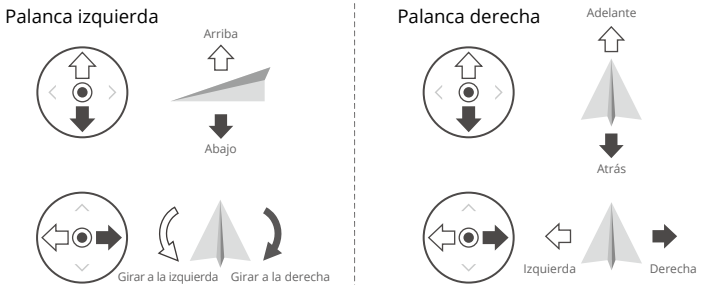 Palanca izquierda
Arriba
Abajo
Girar a la izquierda
Girar a la derecha
Palanca derecha
Adelante
Atrás
Izquierda
Derecha